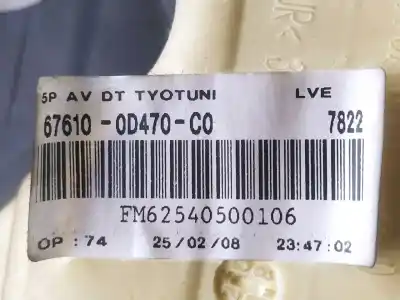 5P AV DT TYOTUNI LVE
67610 - 0D470-C0 7822
FM62540500106
OP : 74 25/02/08 23:47:02